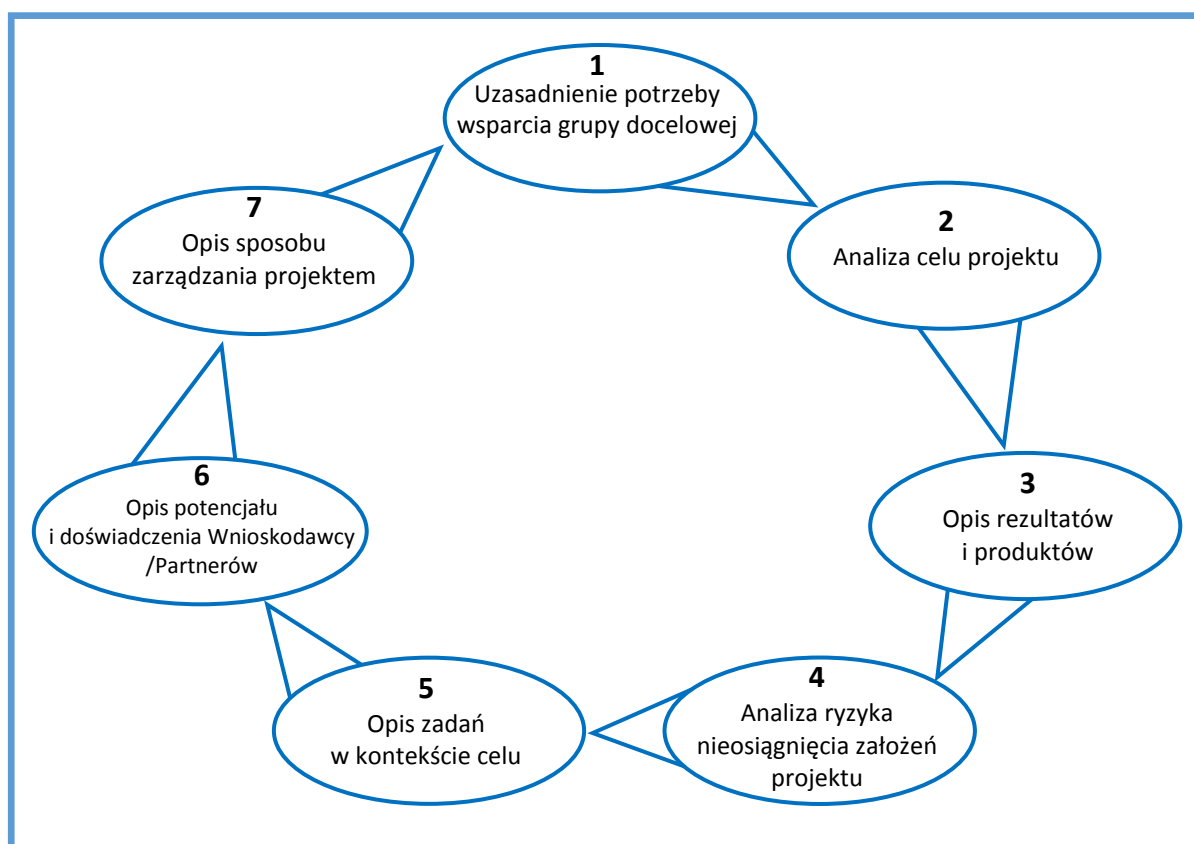 1
Uzasadnienie potrzeby
wsparcia grupy docelowej
2
Analiza celu projektu
3
Opis rezultatów
i produktów
4
Analiza ryzyka
nieosiągnięcia założeń
projektu
5
Opis zadań
w kontekście celu
6
Opis potencjału
i doświadczenia Wnioskodawcy
/Partnerów
7
Opis sposobu
zarządzania projektem